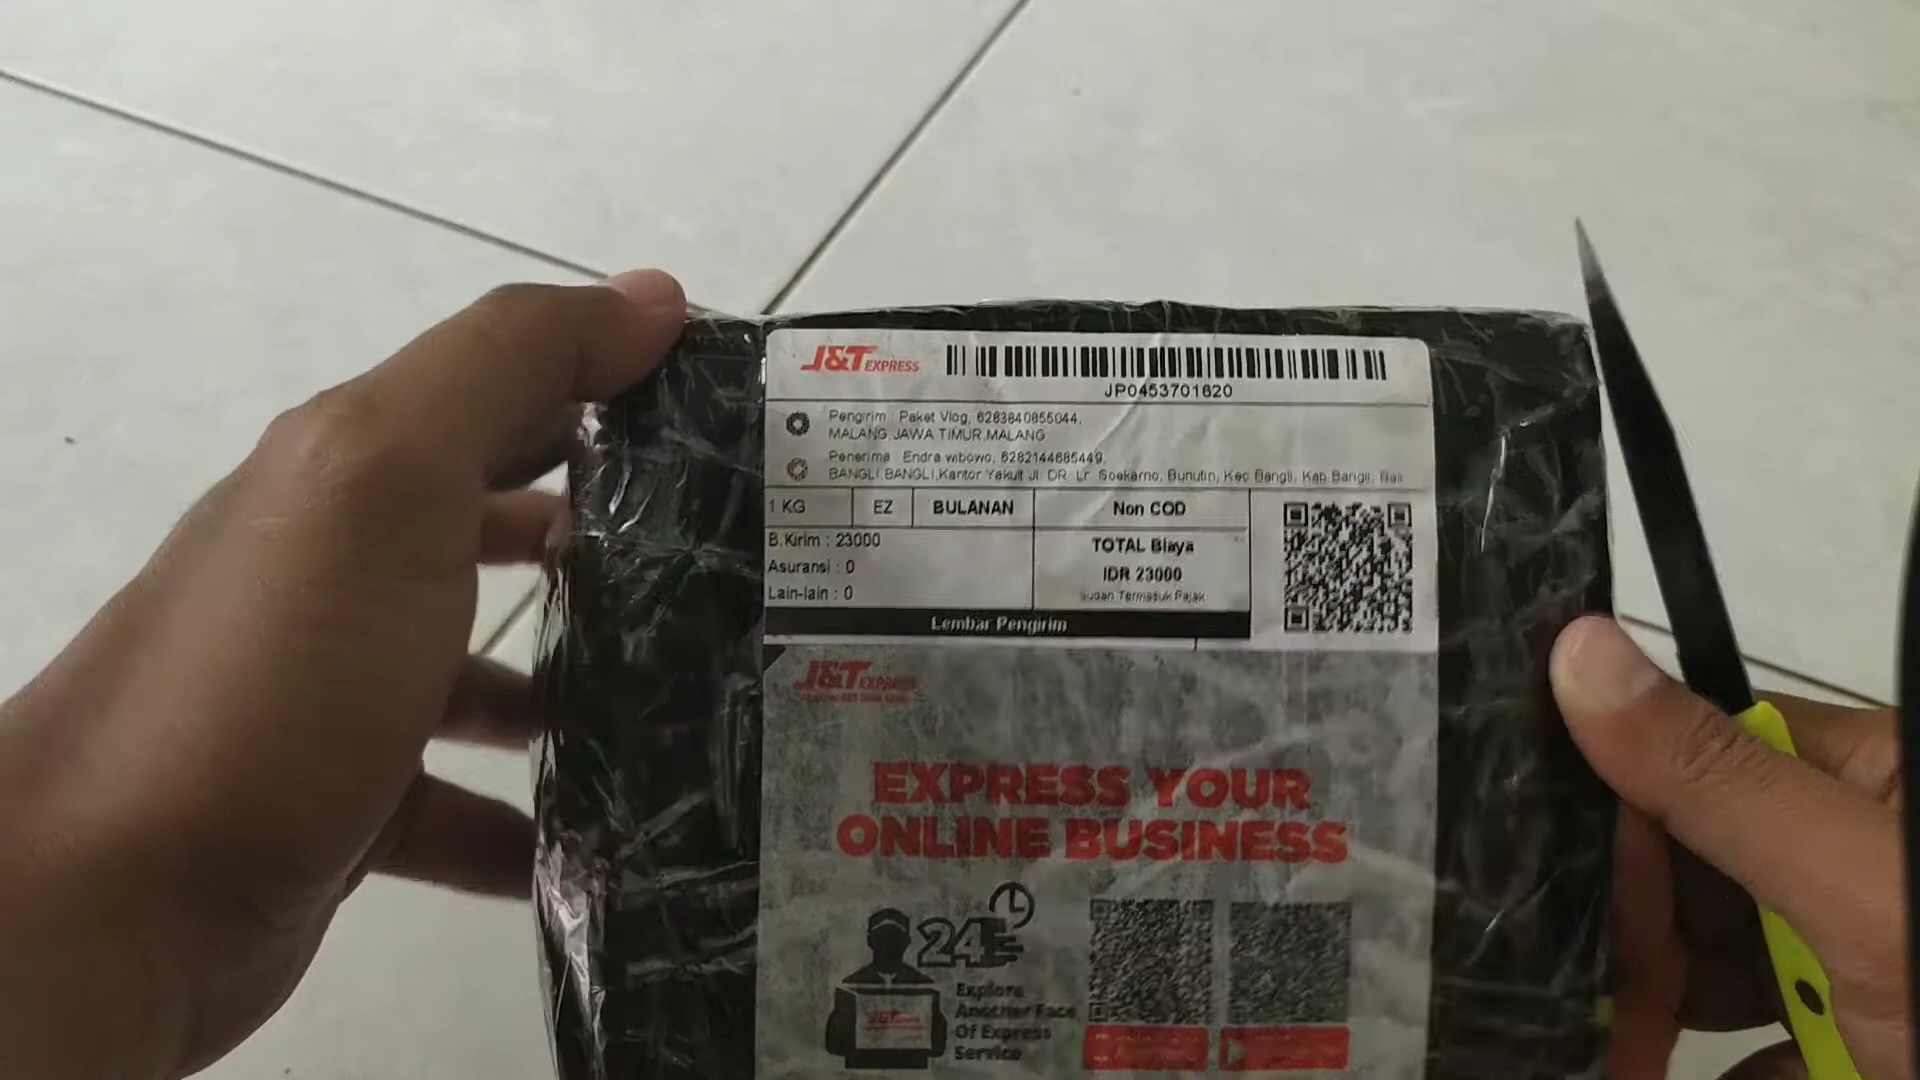 J&T EXPRESS
JP0453701620
Pengirim : Paket Vlog, 6283840855044,
MALANG,JAWA TIMUR,MALANG
Penerima : Endra wibowo, 6282144685449,
BANGLI,BANGLI,Kantor Yakult Jl. DR. Ir. Soekarno, Bunutin, Kec Bangli, Kab Bangli, Bali
1 KG EZ BULANAN Non COD
B.Kirim : 23000
Asuransi : 0
Lain-lain : 0
TOTAL Biaya
IDR 23000
Sudah Termasuk Pajak
Lembar Pengirim
J&T EXPRESS
EXPRESS YOUR
ONLINE BUSINESS
24
Explore
Another Face
Of Express
Service